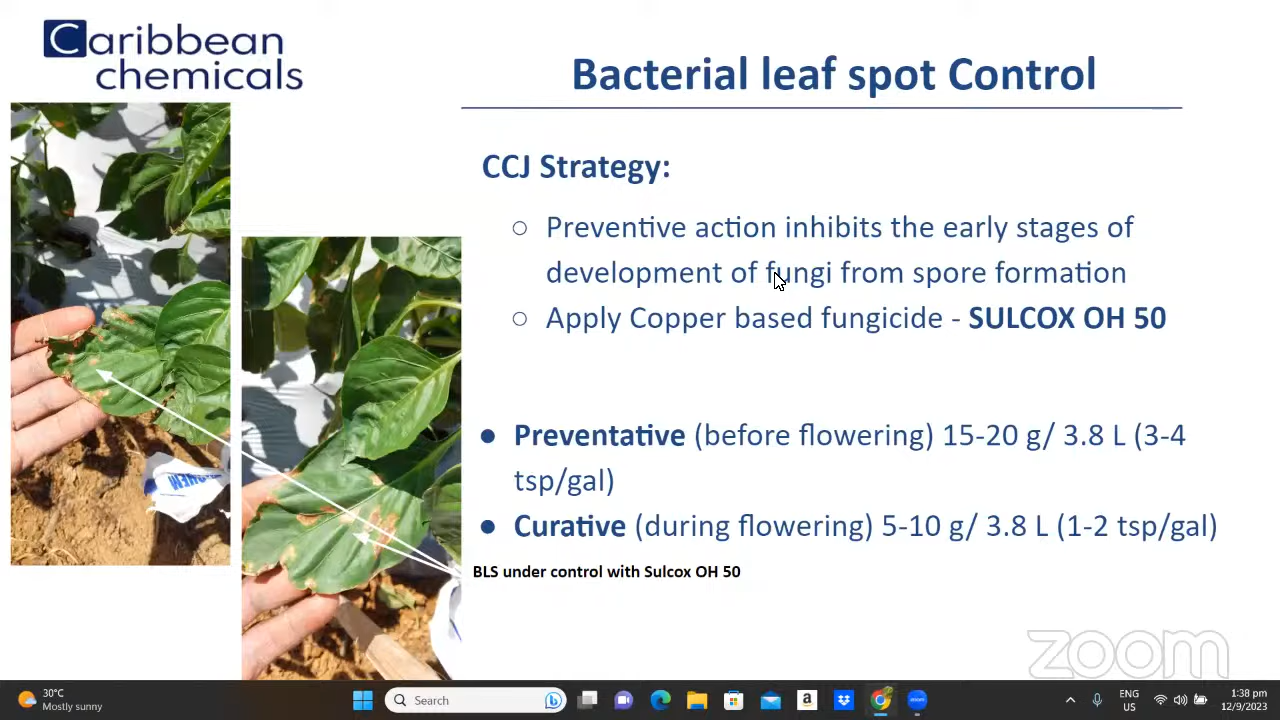 Caribbean
chemicals
Bacterial leaf spot Control
CCJ Strategy:
○ Preventive action inhibits the early stages of
development of fungi from spore formation
○ Apply Copper based fungicide - SULCOX OH 50
● Preventative (before flowering) 15-20 g/ 3.8 L (3-4
tsp/gal)
● Curative (during flowering) 5-10 g/ 3.8 L (1-2 tsp/gal)
BLS under control with Sulcox OH 50
zoom
30°C
Mostly sunny
Search
ENG
US
1:38 pm
12/9/2023